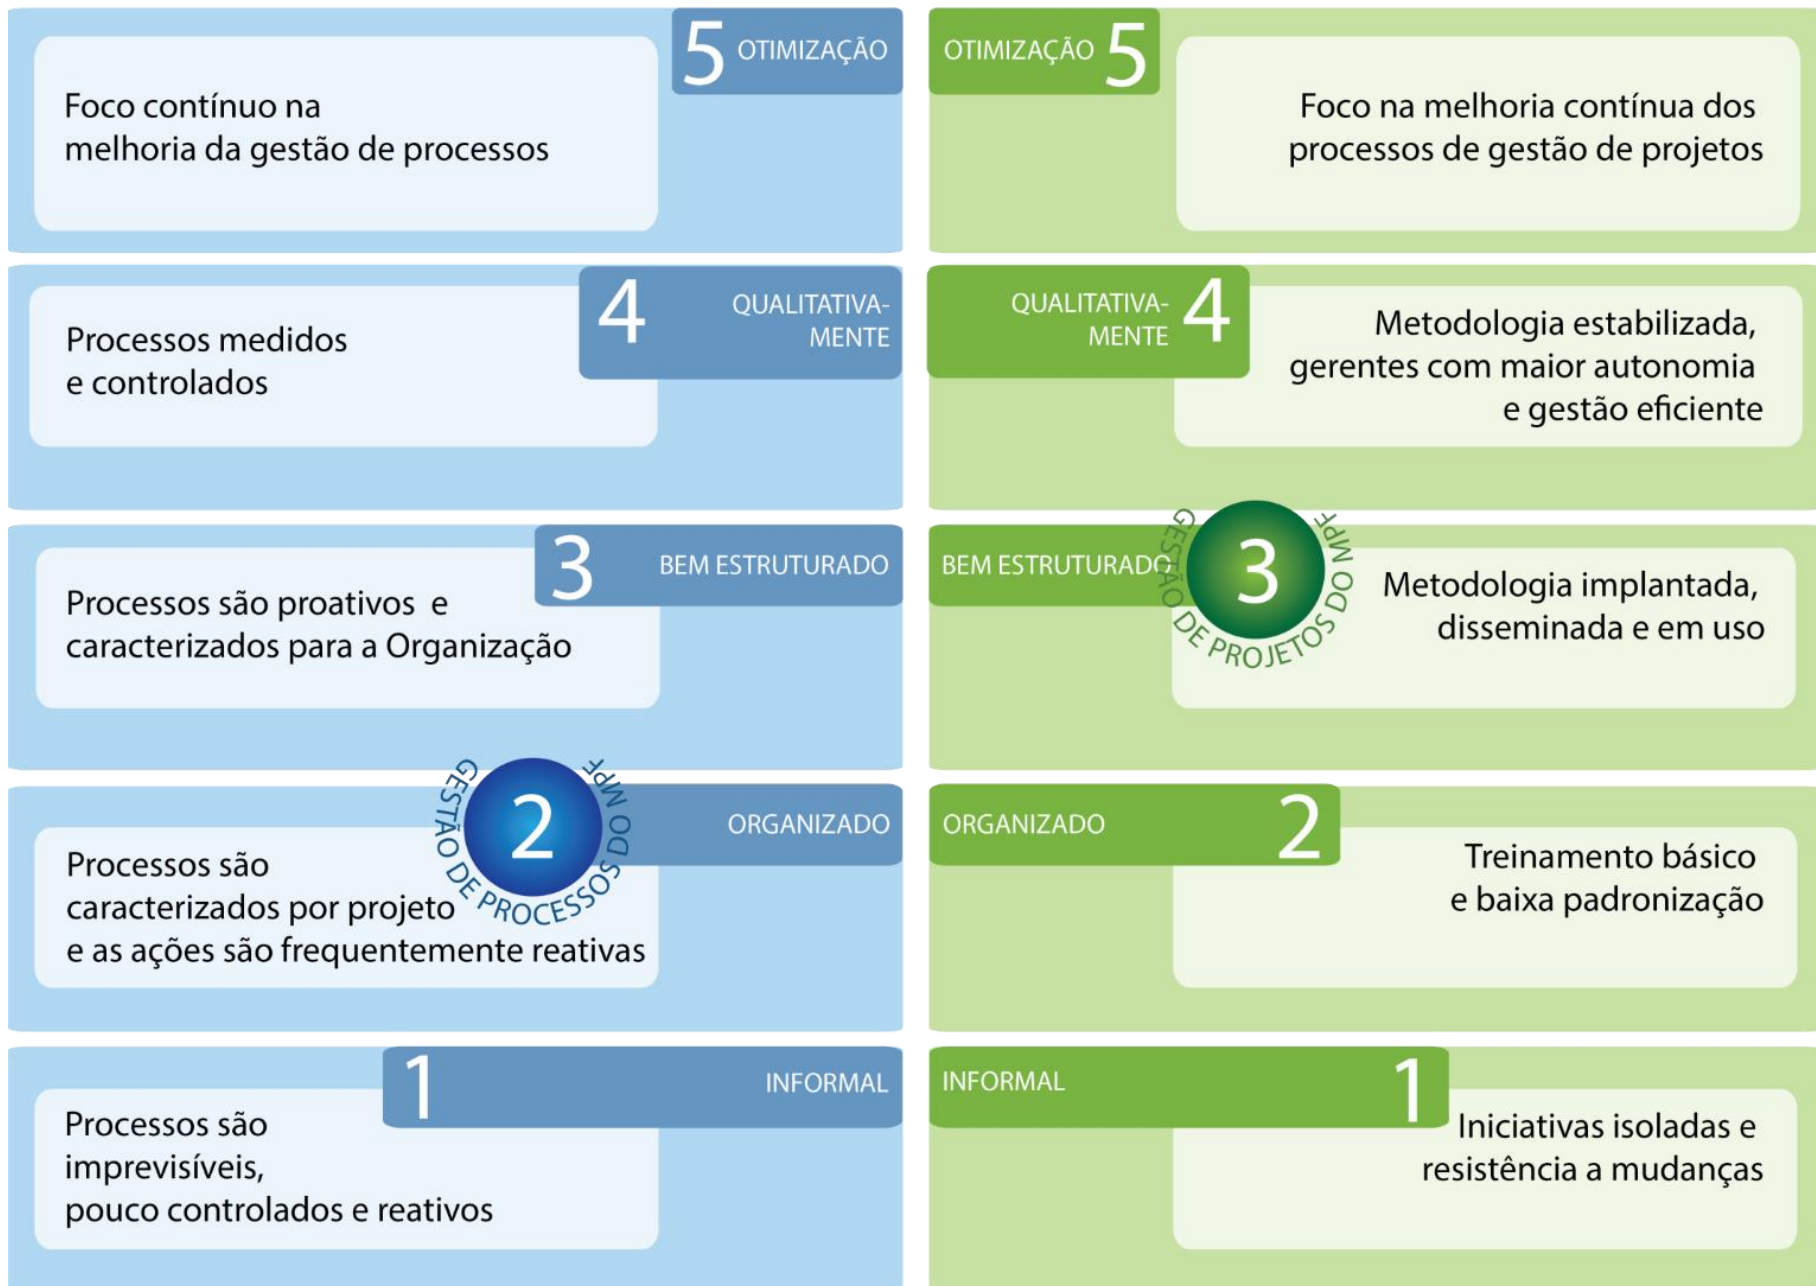 5 OTIMIZAÇÃO
Foco contínuo na
melhoria da gestão de processos
4 QUALITATIVA-
MENTE
Processos medidos
e controlados
3 BEM ESTRUTURADO
Processos são proativos e
caracterizados para a Organização
2 ORGANIZADO
GESTÃO DE PROCESSOS DO MPF
Processos são
caracterizados por projeto
e as ações são frequentemente reativas
1 INFORMAL
Processos são
imprevisíveis,
pouco controlados e reativos
OTIMIZAÇÃO 5
Foco na melhoria contínua dos
processos de gestão de projetos
QUALITATIVA- 4
MENTE
Metodologia estabilizada,
gerentes com maior autonomia
e gestão eficiente
BEM ESTRUTURADO 3
GESTÃO DE PROJETOS DO MPF
Metodologia implantada,
disseminada e em uso
ORGANIZADO 2
Treinamento básico
e baixa padronização
INFORMAL 1
Iniciativas isoladas e
resistência a mudanças